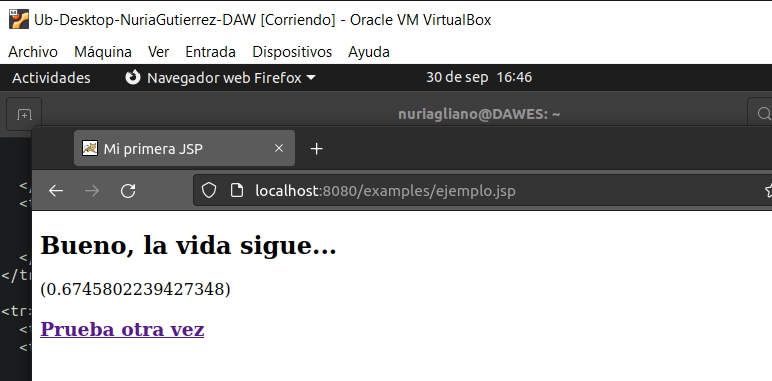 Ub-Desktop-NuriaGutierrez-DAW [Corriendo] - Oracle VM VirtualBox
Archivo Máquina Ver Entrada Dispositivos Ayuda
Actividades Navegador web Firefox 30 de sep 16:46
nuriagliano@DAWES: ~
Mi primera JSP
localhost:8080/examples/ejemplo.jsp
Bueno, la vida sigue...
(0.6745802239427348)
Prueba otra vez
</
<t
</
</t
<tr>
<t
<t